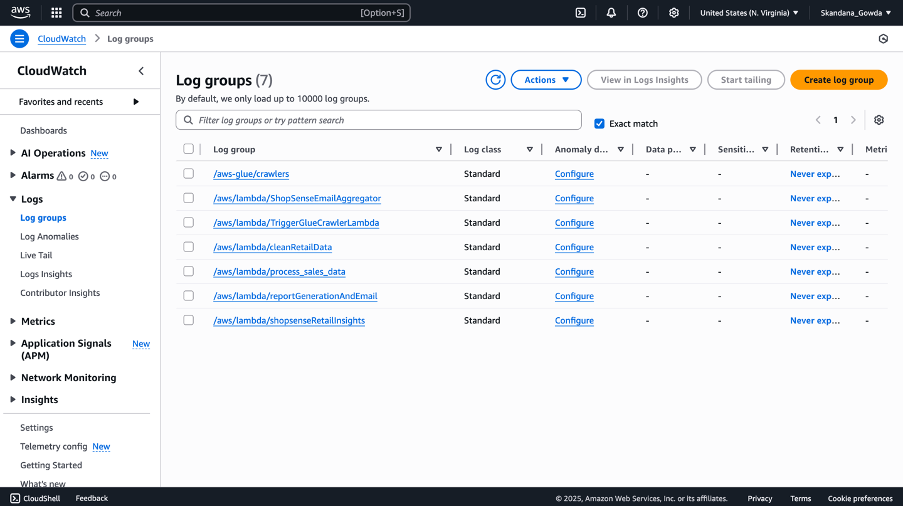 aws
Search [Option+S]
United States (N. Virginia) Skandana_Gowda
CloudWatch Log groups
CloudWatch
Favorites and recents
Dashboards
AI Operations New
Alarms 0 0 0
Logs
Log groups
Log Anomalies
Live Tail
Logs Insights
Contributor Insights
Metrics
Application Signals (APM) New
Network Monitoring
Insights
Settings
Telemetry config New
Getting Started
What's new
Log groups (7)
Actions View in Logs Insights Start tailing Create log group
By default, we only load up to 10000 log groups.
Filter log groups or try pattern search Exact match 1
Log group Log class Anomaly d... Data p... Sensiti... Retenti... Metri
/aws-glue/crawlers Standard Configure - - Never exp... -
/aws/lambda/ShopSenseEmailAggregator Standard Configure - - Never exp... -
/aws/lambda/TriggerGlueCrawlerLambda Standard Configure - - Never exp... -
/aws/lambda/cleanRetailData Standard Configure - - Never exp... -
/aws/lambda/process_sales_data Standard Configure - - Never exp... -
/aws/lambda/reportGenerationAndEmail Standard Configure - - Never exp... -
/aws/lambda/shopsenseRetailInsights Standard Configure - - Never exp... -
CloudShell Feedback © 2025, Amazon Web Services, Inc. or its affiliates. Privacy Terms Cookie preferences